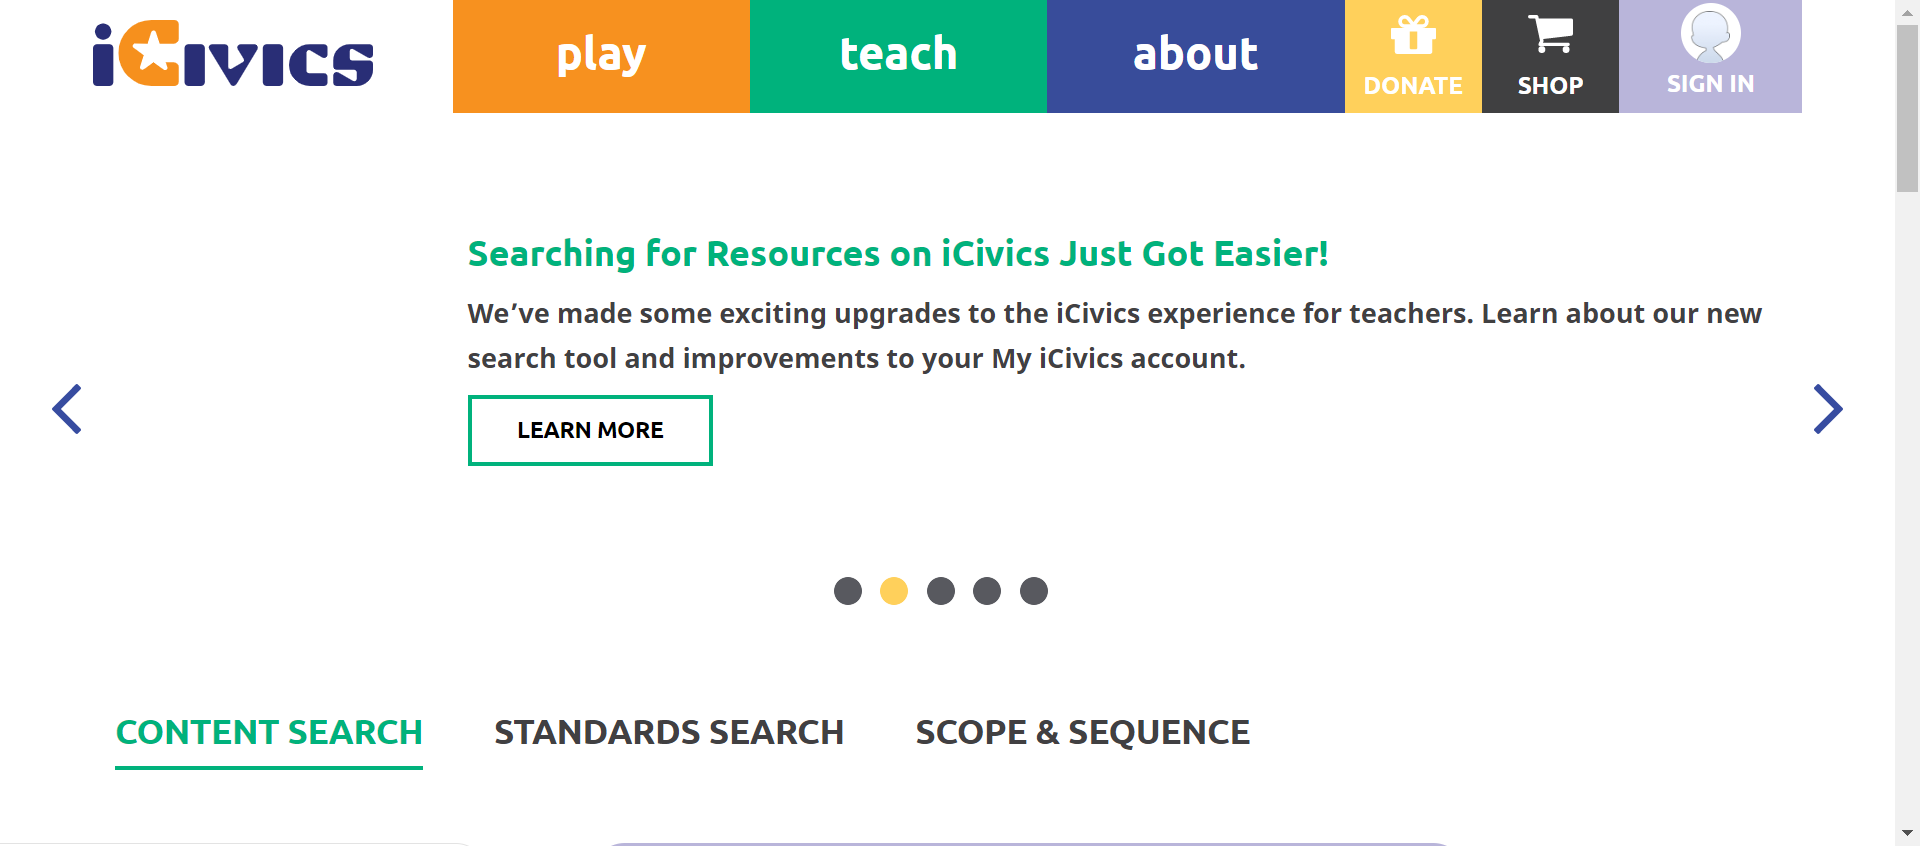 iCivics
play
teach
about
DONATE
SHOP
SIGN IN
Searching for Resources on iCivics Just Got Easier!
We’ve made some exciting upgrades to the iCivics experience for teachers. Learn about our new
search tool and improvements to your My iCivics account.
LEARN MORE
CONTENT SEARCH
STANDARDS SEARCH
SCOPE & SEQUENCE